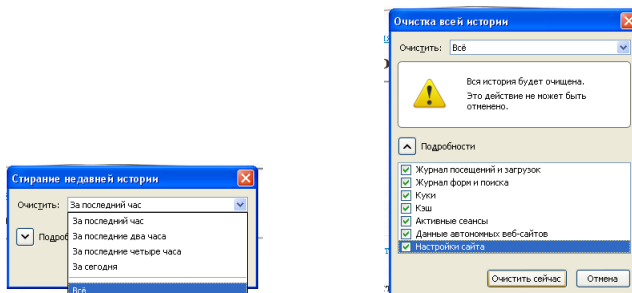 Стирание недавней истории
Очистить: За последний час
За последний час
За последние два часа
За последние четыре часа
За сегодня
Всё
Очистка всей истории
Очистить: Всё
Вся история будет очищена.
Это действие не может быть
отменено.
Подробности
Журнал посещений и загрузок
Журнал форм и поиска
Куки
Кэш
Активные сеансы
Данные автономных веб-сайтов
Настройки сайта
Очистить сейчас
Отмена